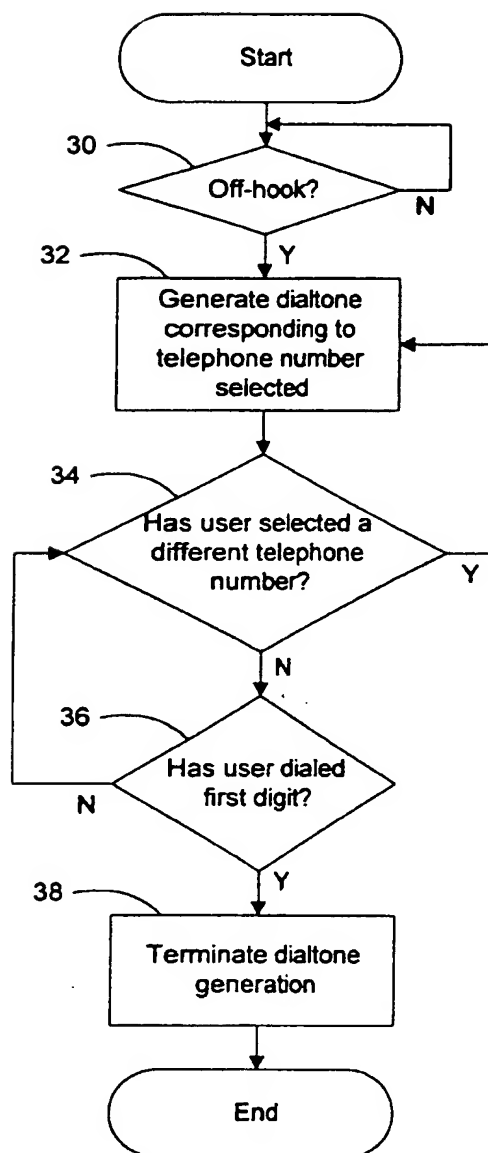 Start
30
Off-hook?
N
Y
32
Generate dialtone
corresponding to
telephone number
selected
34
Has user selected a
different telephone
number?
Y
N
36
Has user dialed
first digit?
N
Y
38
Terminate dialtone
generation
End